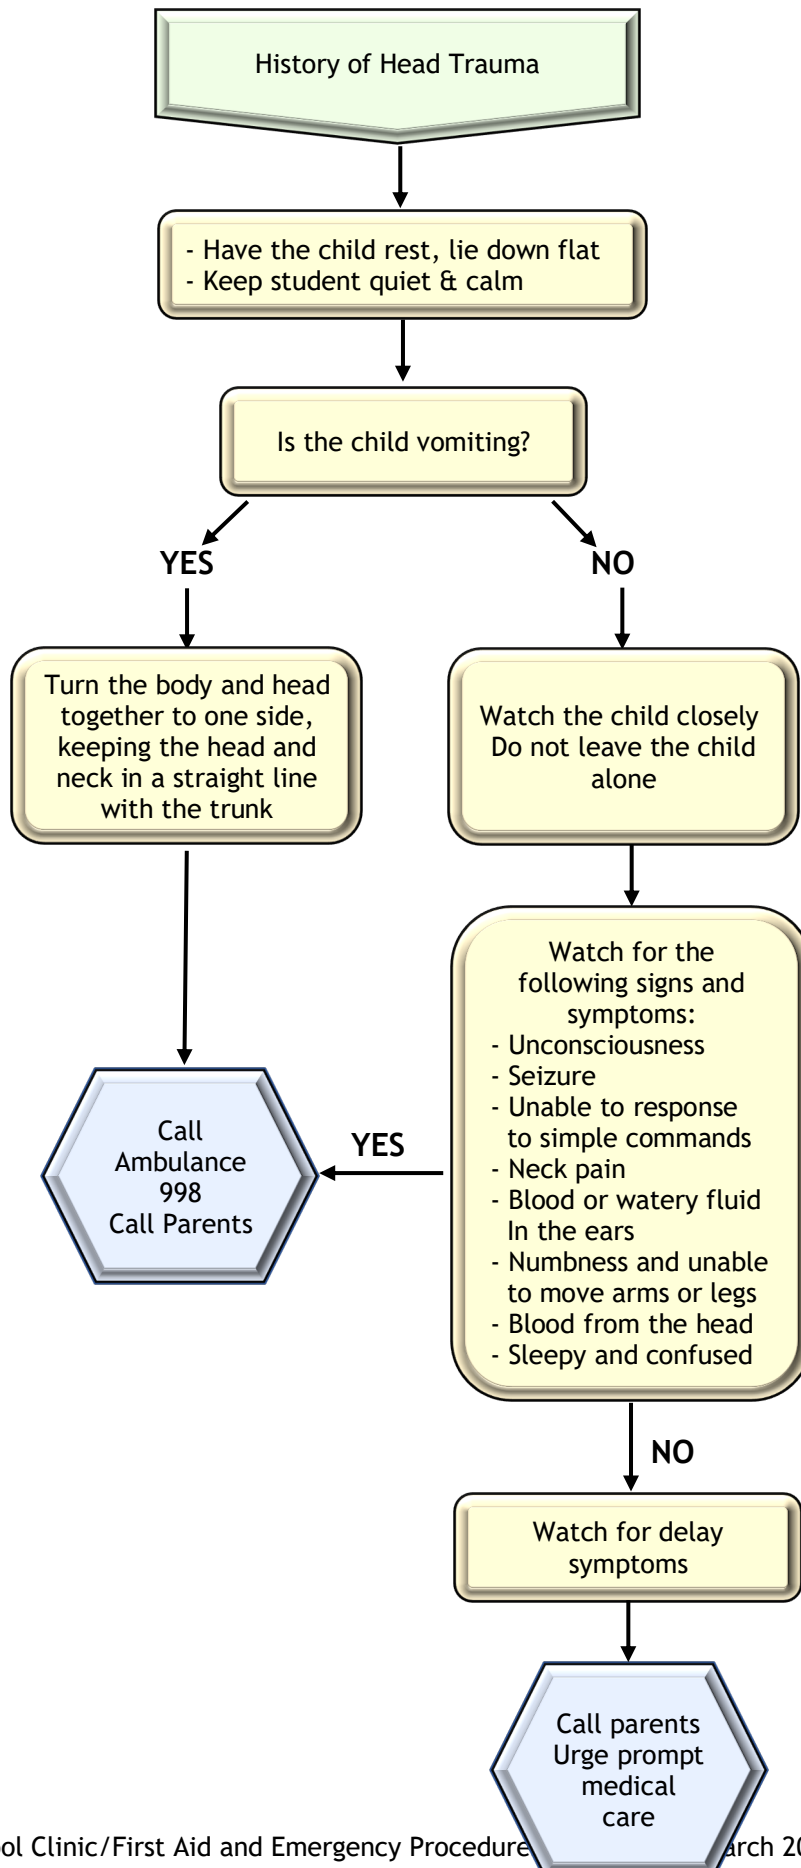 History of Head Trauma
- Have the child rest, lie down flat
- Keep student quiet & calm
Is the child vomiting?
YES
NO
Turn the body and head
together to one side,
keeping the head and
neck in a straight line
with the trunk
Watch the child closely
Do not leave the child
alone
Watch for the
following signs and
symptoms:
- Unconsciousness
- Seizure
- Unable to response
to simple commands
- Neck pain
- Blood or watery fluid
In the ears
- Numbness and unable
to move arms or legs
- Blood from the head
- Sleepy and confused
YES
Call
Ambulance
998
Call Parents
NO
Watch for delay
symptoms
Call parents
Urge prompt
medical
care
Clinic/First Aid and Emergency Procedure